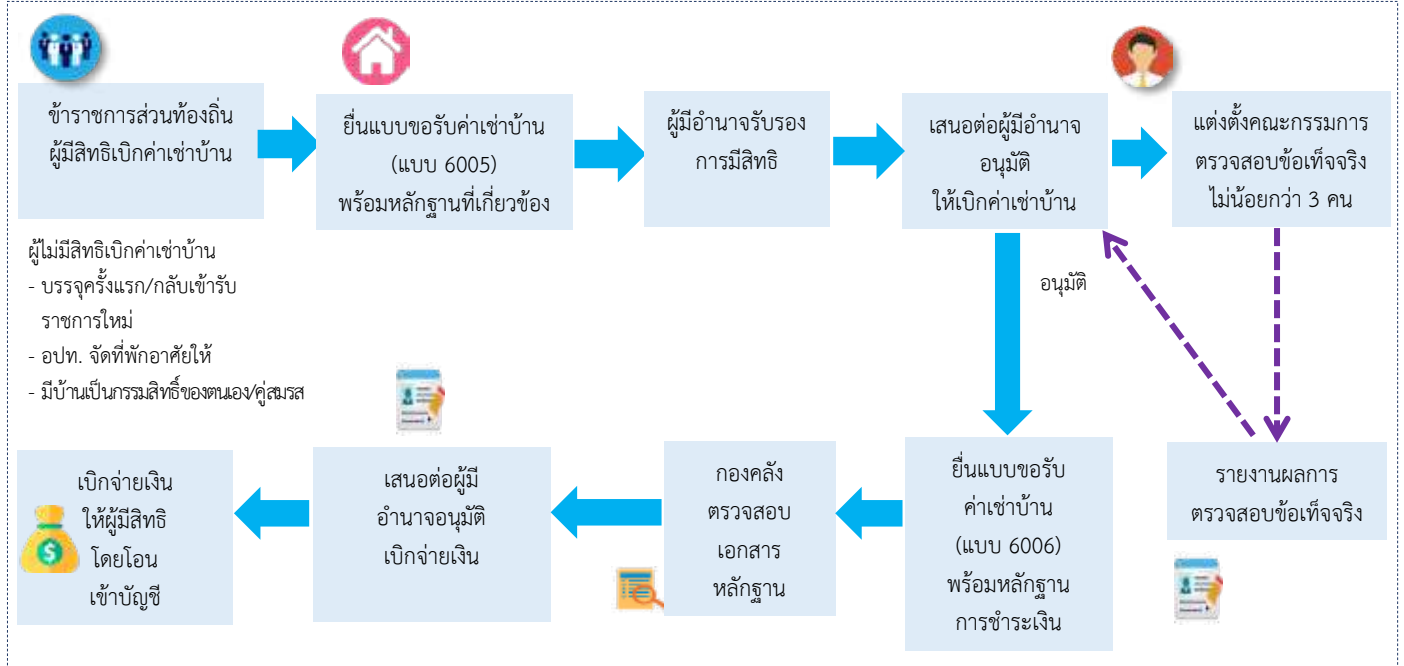 ข้าราชการส่วนท้องถิ่น
ผู้มีสิทธิเบิกค่าเช่าบ้าน
ยื่นแบบขอรับค่าเช่าบ้าน
(แบบ 6005)
พร้อมหลักฐานที่เกี่ยวข้อง
ผู้มีอำนาจรับรอง
การมีสิทธิ
เสนอต่อผู้มีอำนาจ
อนุมัติ
ให้เบิกค่าเช่าบ้าน
แต่งตั้งคณะกรรมการ
ตรวจสอบข้อเท็จจริง
ไม่น้อยกว่า 3 คน
ผู้ไม่มีสิทธิเบิกค่าเช่าบ้าน
- บรรจุครั้งแรก/กลับเข้ารับ
ราชการใหม่
- อปท. จัดที่พักอาศัยให้
- มีบ้านเป็นกรรมสิทธิ์ของตนเอง/คู่สมรส
อนุมัติ
รายงานผลการ
ตรวจสอบข้อเท็จจริง
ยื่นแบบขอรับ
ค่าเช่าบ้าน
(แบบ 6006)
พร้อมหลักฐาน
การชำระเงิน
กองคลัง
ตรวจสอบ
เอกสาร
หลักฐาน
เสนอต่อผู้มี
อำนาจอนุมัติ
เบิกจ่ายเงิน
เบิกจ่ายเงิน
ให้ผู้มีสิทธิ
โดยโอน
เข้าบัญชี